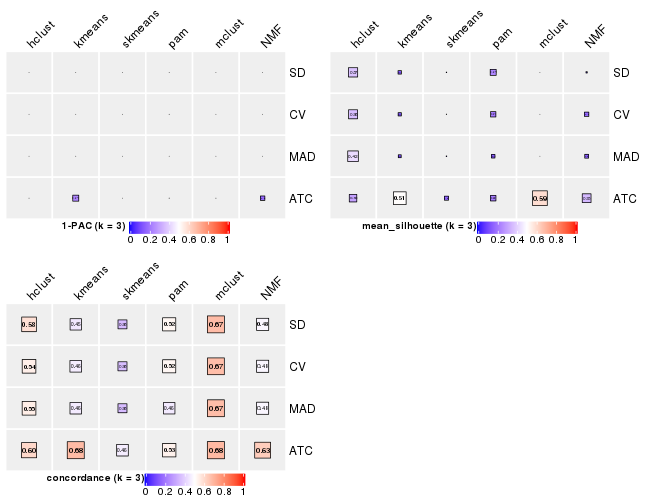 hclust kmeans skmeans pam mclust NMF
SD
CV
MAD
ATC
1-PAC (k = 3)
0 0.2 0.4 0.6 0.8 1
hclust kmeans skmeans pam mclust NMF
SD
CV
MAD
0.51 0.59 ATC
mean_silhouette (k = 3)
0 0.2 0.4 0.6 0.8 1
hclust kmeans skmeans pam mclust NMF
0.58 0.52 0.67 SD
0.54 0.52 0.67 CV
0.55 0.67 MAD
0.60 0.68 0.53 0.68 0.63 ATC
concordance (k = 3)
0 0.2 0.4 0.6 0.8 1